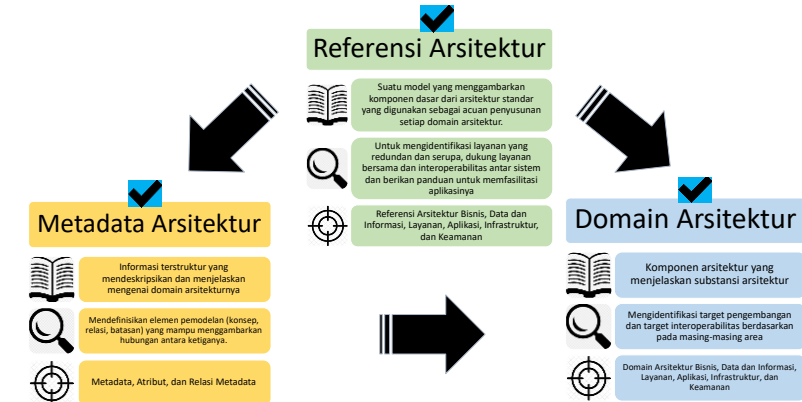 Referensi Arsitektur
Suatu model yang menggambarkan
komponen dasar dari arsitektur standar
yang digunakan sebagai acuan penyusunan
setiap domain arsitektur.
Untuk mengidentifikasi layanan yang
redundan dan serupa, dukung layanan
bersama dan interoperabilitas antar sistem
dan berikan panduan untuk memfasilitasi
aplikasinya
Referensi Arsitektur Bisnis, Data dan
Informasi, Layanan, Aplikasi, Infrastruktur,
dan Keamanan
Metadata Arsitektur
Informasi terstruktur yang
mendeskripsikan dan menjelaskan
mengenai domain arsitekturnya
Mendefinisikan elemen pemodelan (konsep,
relasi, batasan) yang mampu menggambarkan
hubungan antara ketiganya.
Metadata, Atribut, dan Relasi Metadata
Domain Arsitektur
Komponen arsitektur yang
menjelaskan substansi arsitektur
Mengidentifikasi target pengembangan
dan target interoperabilitas berdasarkan
pada masing-masing area
Domain Arsitektur Bisnis, Data dan Informasi,
Layanan, Aplikasi, Infrastruktur, dan
Keamanan